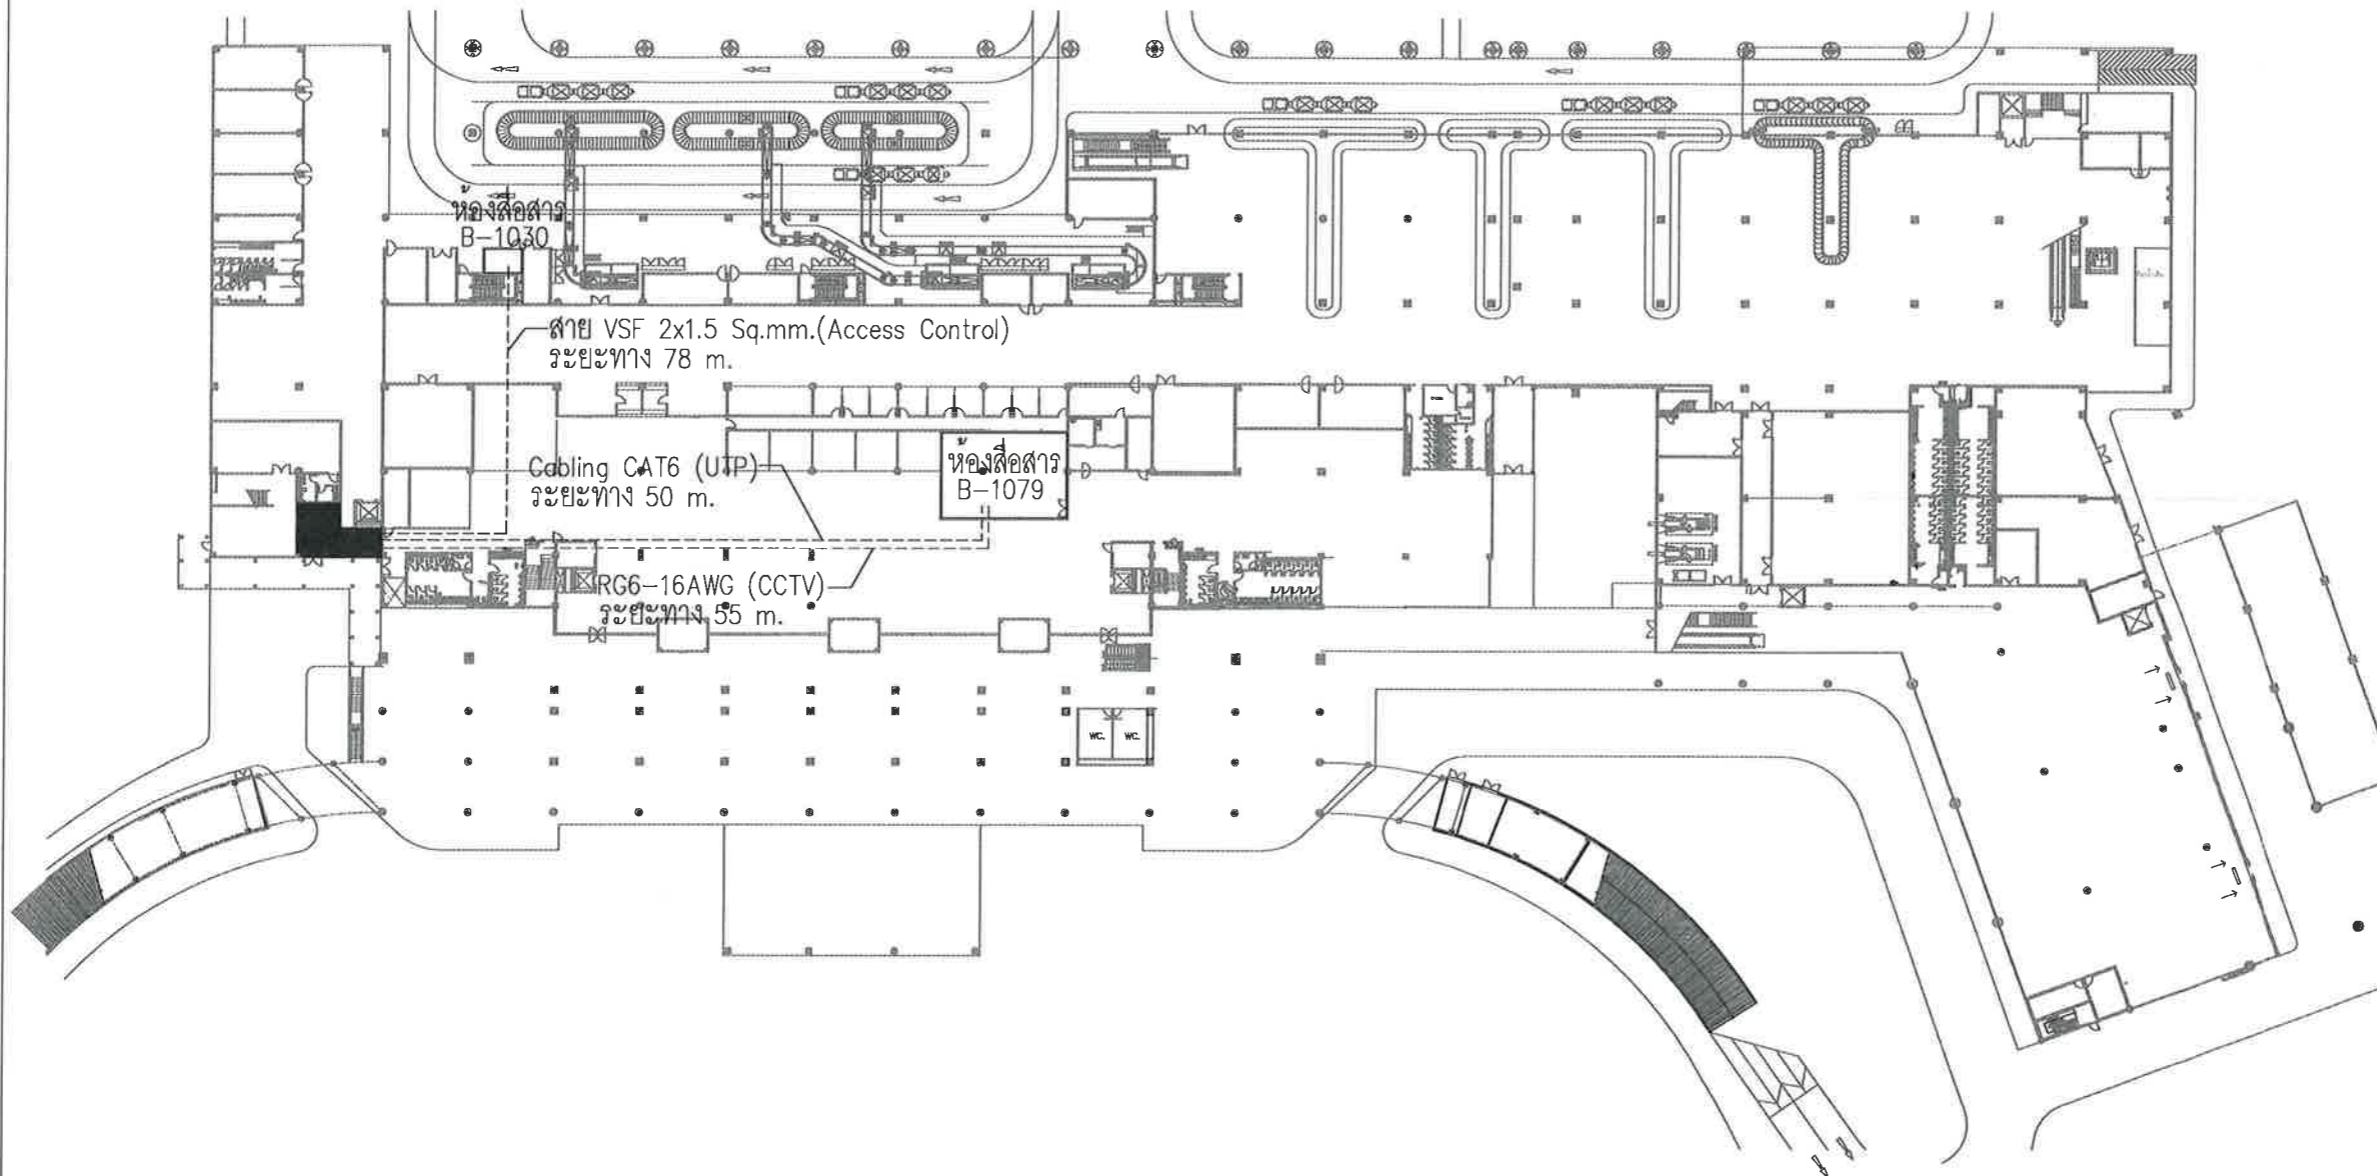 ห้องสื่อสาร
B-1030
สาย VSF 2x1.5 Sq.mm.(Access Control)
ระยะทาง 78 m.
Cabling CAT6 (UTP)
ระยะทาง 50 m.
ห้องสื่อสาร
B-1079
RG6-16AWG (CCTV)
ระยะทาง 55 m.
WC. WC.